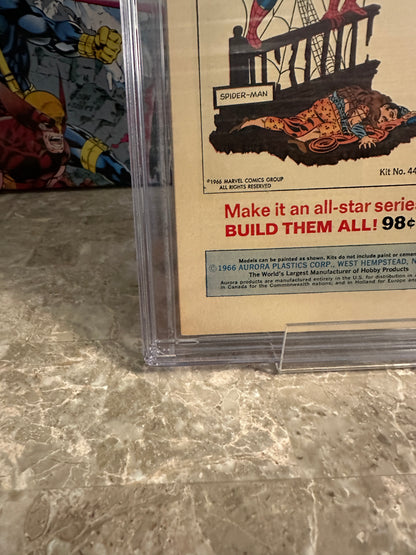 SPIDER-MAN
©1966 MARVEL COMICS GROUP
ALL RIGHTS RESERVED
Kit No. 44
Make it an all-star series
BUILD THEM ALL! 98¢
Models can be painted as shown. Kits do not include paint or cement
© 1966 AURORA PLASTICS CORP., WEST HEMPSTEAD, N
The World's Largest Manufacturer of Hobby Products
Aurora products are manufactured entirely in the U.S. for distribution in
in Canada for the Commonwealth nations; and in Holland for Europe